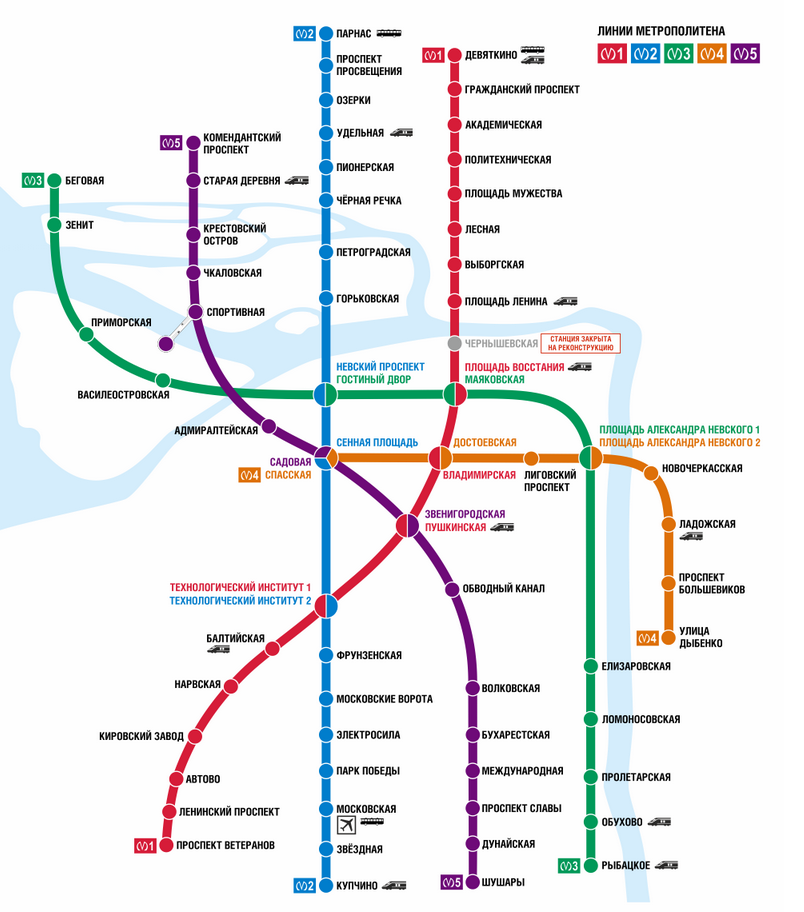 ЛИНИИ МЕТРОПОЛИТЕНА
1 2 3 4 5
2 ПАРНАС
ПРОСПЕКТ
ПРОСВЕЩЕНИЯ
ОЗЕРКИ
УДЕЛЬНАЯ
ПИОНЕРСКАЯ
ЧЁРНАЯ РЕЧКА
ПЕТРОГРАДСКАЯ
ГОРЬКОВСКАЯ
НЕВСКИЙ ПРОСПЕКТ
ГОСТИНЫЙ ДВОР
СЕННАЯ ПЛОЩАДЬ
САДОВАЯ
4 СПАССКАЯ
ТЕХНОЛОГИЧЕСКИЙ ИНСТИТУТ 1
ТЕХНОЛОГИЧЕСКИЙ ИНСТИТУТ 2
ФРУНЗЕНСКАЯ
МОСКОВСКИЕ ВОРОТА
ЭЛЕКТРОСИЛА
ПАРК ПОБЕДЫ
МОСКОВСКАЯ
ЗВЁЗДНАЯ
2 КУПЧИНО
1 ДЕВЯТКИНО
ГРАЖДАНСКИЙ ПРОСПЕКТ
АКАДЕМИЧЕСКАЯ
ПОЛИТЕХНИЧЕСКАЯ
ПЛОЩАДЬ МУЖЕСТВА
ЛЕСНАЯ
ВЫБОРГСКАЯ
ПЛОЩАДЬ ЛЕНИНА
ЧЕРНЫШЕВСКАЯ
СТАНЦИЯ ЗАКРЫТА
НА РЕКОНСТРУКЦИЮ
ПЛОЩАДЬ ВОССТАНИЯ
МАЯКОВСКАЯ
ДОСТОЕВСКАЯ
ВЛАДИМИРСКАЯ
ЗВЕНИГОРОДСКАЯ
ПУШКИНСКАЯ
БАЛТИЙСКАЯ
НАРВСКАЯ
КИРОВСКИЙ ЗАВОД
АВТОВО
ЛЕНИНСКИЙ ПРОСПЕКТ
1 ПРОСПЕКТ ВЕТЕРАНОВ
5 КОМЕНДАНТСКИЙ
ПРОСПЕКТ
СТАРАЯ ДЕРЕВНЯ
КРЕСТОВСКИЙ
ОСТРОВ
ЧКАЛОВСКАЯ
СПОРТИВНАЯ
АДМИРАЛТЕЙСКАЯ
ОБВОДНЫЙ КАНАЛ
ВОЛКОВСКАЯ
БУХАРЕСТСКАЯ
МЕЖДУНАРОДНАЯ
ПРОСПЕКТ СЛАВЫ
ДУНАЙСКАЯ
5 ШУШАРЫ
3 БЕГОВАЯ
ЗЕНИТ
ПРИМОРСКАЯ
ВАСИЛЕОСТРОВСКАЯ
ПЛОЩАДЬ АЛЕКСАНДРА НЕВСКОГО 1
ПЛОЩАДЬ АЛЕКСАНДРА НЕВСКОГО 2
ЕЛИЗАРОВСКАЯ
ЛОМОНОСОВСКАЯ
ПРОЛЕТАРСКАЯ
ОБУХОВО
3 РЫБАЦКОЕ
ЛИГОВСКИЙ
ПРОСПЕКТ
НОВОЧЕРКАССКАЯ
ЛАДОЖСКАЯ
ПРОСПЕКТ
БОЛЬШЕВИКОВ
4 УЛИЦА
ДЫБЕНКО